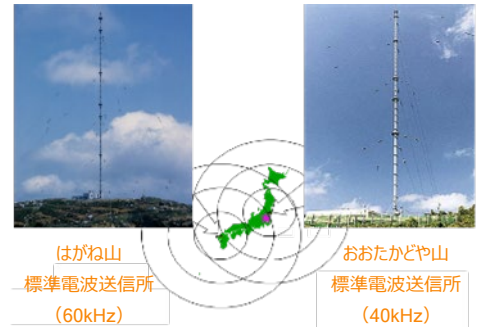 はがね山
標準電波送信所
（60kHz）
おおたかどや山
標準電波送信所
（40kHz）